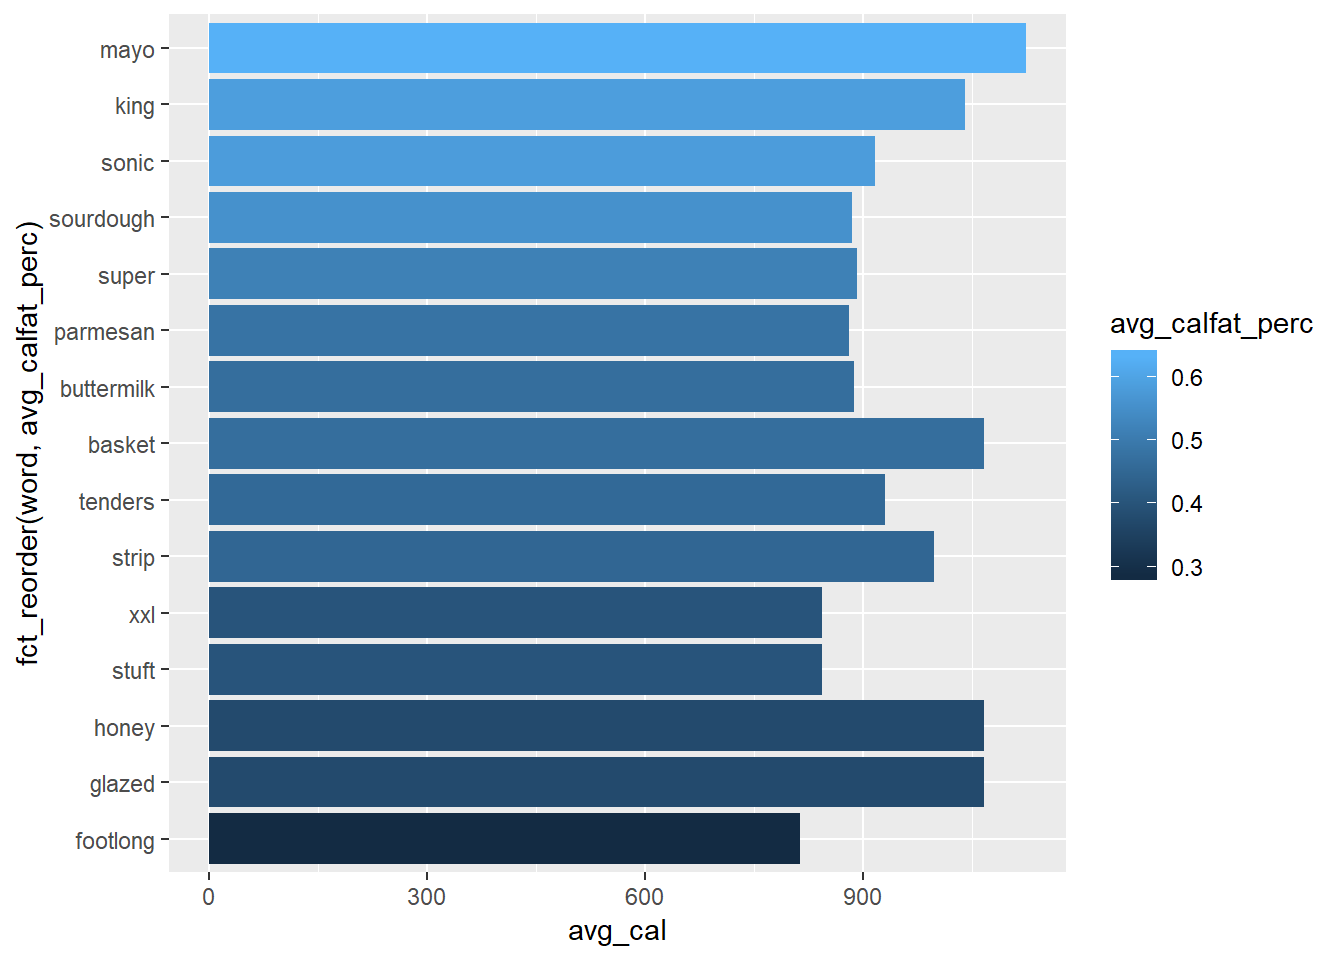 fct_reorder(word, avg_calfat_perc)
mayo
king
sonic
sourdough
super
parmesan
buttermilk
basket
tenders
strip
xxl
stuft
honey
glazed
footlong
0 300 600 900
avg_cal
avg_calfat_perc
0.6
0.5
0.4
0.3